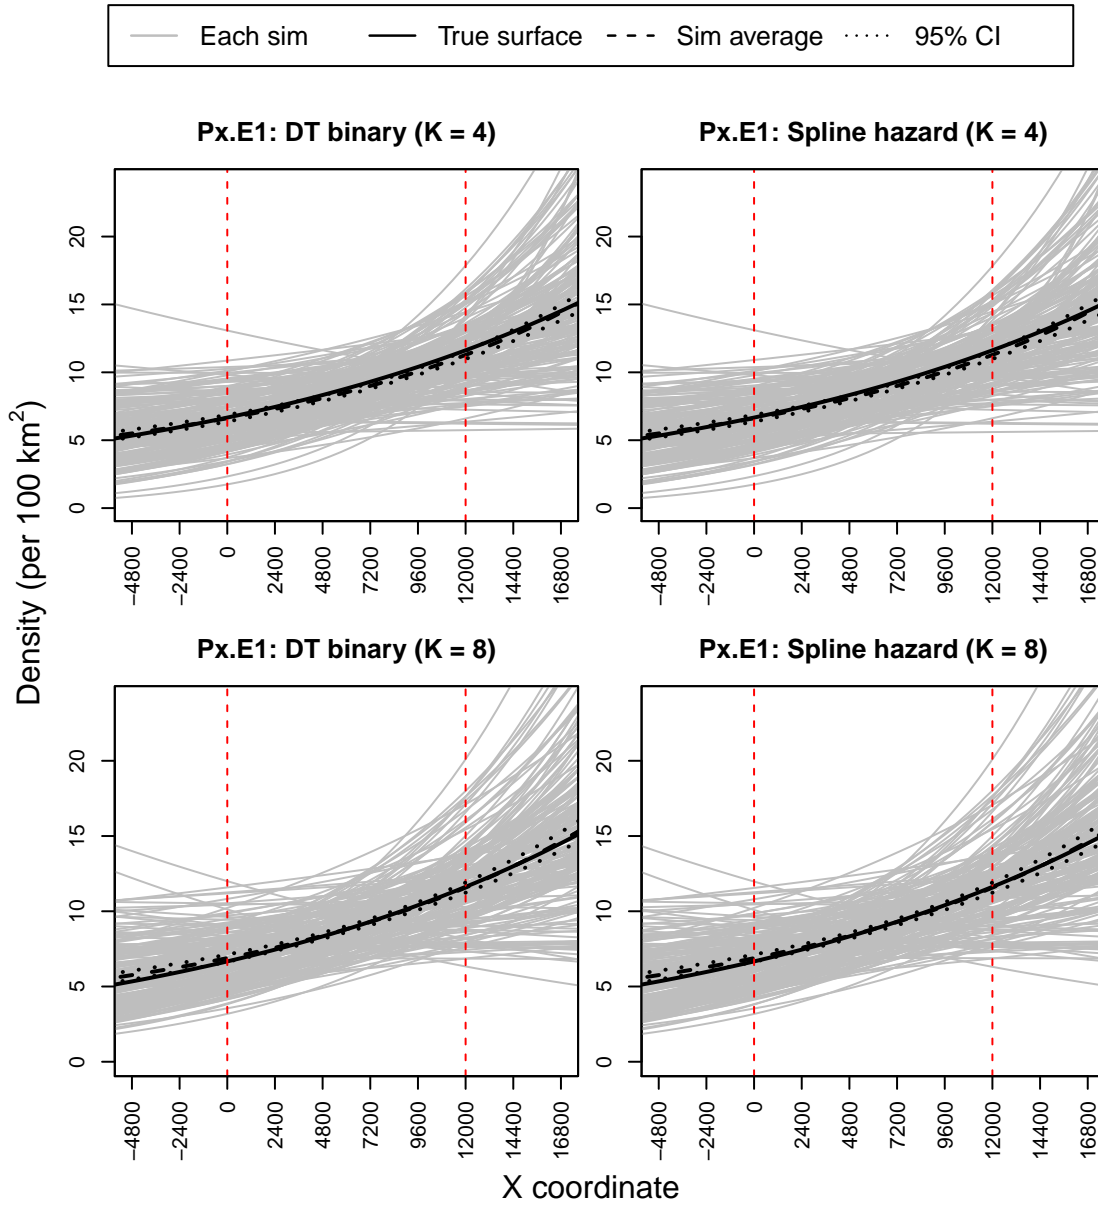 Each sim True surface Sim average 95% CI
Px.E1: DT binary (K = 4) Px.E1: Spline hazard (K = 4)
20 20
15 15
10 10
5 5
0 0
−4800 −2400 0 2400 4800 7200 9600 12000 14400 16800 −4800 −2400 0 2400 4800 7200 9600 12000 14400 16800
Density (per 100 km²)
Px.E1: DT binary (K = 8) Px.E1: Spline hazard (K = 8)
20 20
15 15
10 10
5 5
0 0
−4800 −2400 0 2400 4800 7200 9600 12000 14400 16800 −4800 −2400 0 2400 4800 7200 9600 12000 14400 16800
X coordinate